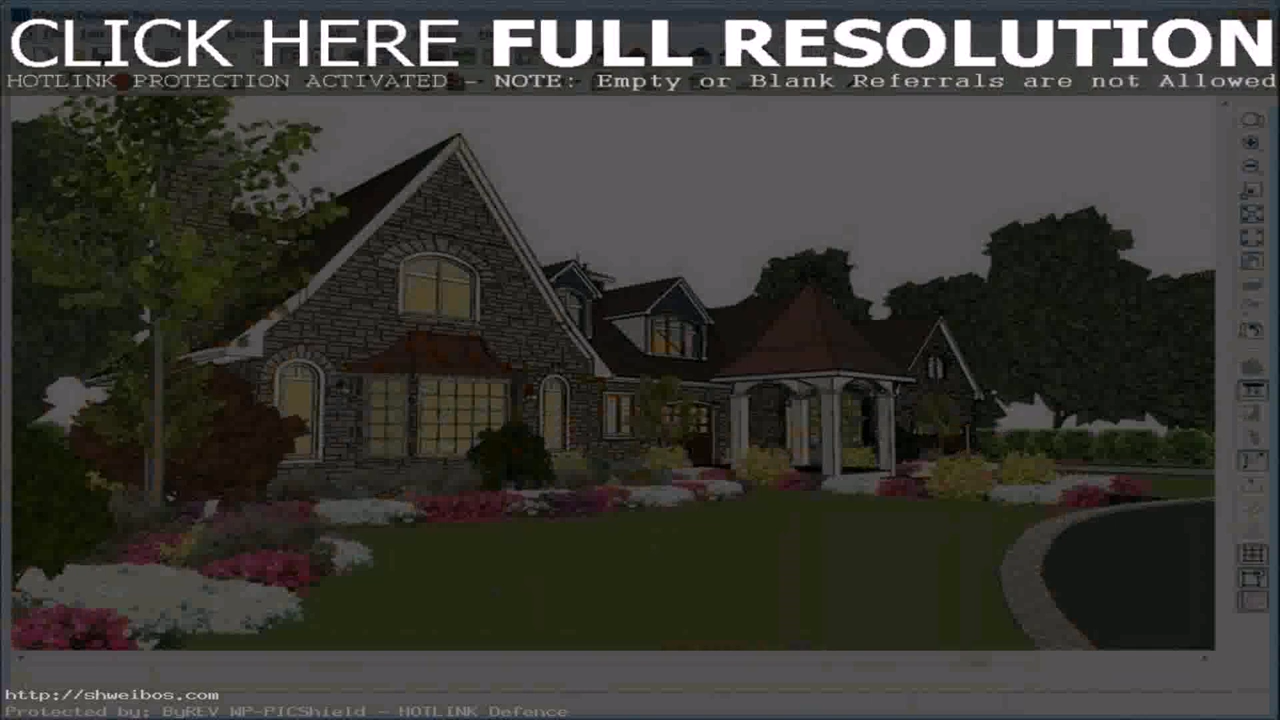 CLICK HERE FULL RESOLUTION
HOTLINK PROTECTION ACTIVATED - NOTE: Empty or Blank Referrals are not Allowed
http://shweibos.com
Protected by: ByREV WP-PICShield - HOTLINK Defence